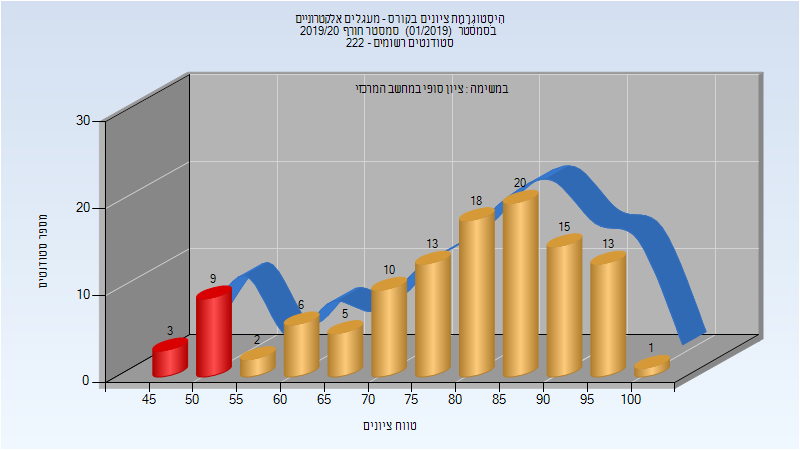 היסטוגרמת ציונים בקורס - מעגלים אלקטרוניים
בסמסטר (01/2019) סמסטר חורף 2019/20
סטודנטים רשומים - 222
במשימה : ציון סופי במחשב המרכזי
מספר סטודנטים
30
20
10
0
3
9
2
6
5
10
13
18
20
15
13
1
45 50 55 60 65 70 75 80 85 90 95 100
טווח ציונים